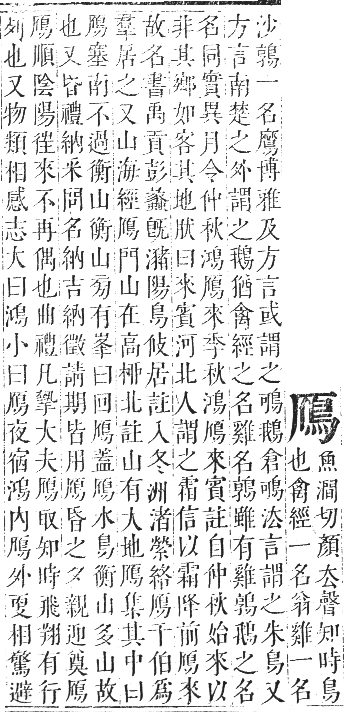 鴈魚澗切顏去聲知時鳥
也禽經一名翁雞一名
沙鶉一名鷹博雅及方言或謂之鴚鵝倉鴚法言謂之朱鳥又
方言南楚之外謂之鵝猶禽經之名雞名鶉雖有雞鶉鵝之名
名同實異月令仲秋鴻鴈來季秋鴻鴈來賓註自仲秋始來以
非其鄉如客其地狀曰來賓河北人謂之霜信以霜降前鴈來
故名書禹貢彭蠡旣瀦陽鳥攸居註入冬洲渚縈絡鴈千伯爲
羣居之又山海經鴈門山在高柳北註山有大地鴈集其中曰
鴈塞南不過衡山衡山旁有峯曰回鴈葢鴈水鳥衡山多山故
也又昏禮納采問名納吉納徵請期皆用鴈昏之夕親迎奠鴈
鴈順陰陽徃來不再偶也曲禮凡摯大夫鴈取知時飛翔有行
列也又物類相感志大曰鴻小曰鴈夜宿鴻內鴈外更相驚避